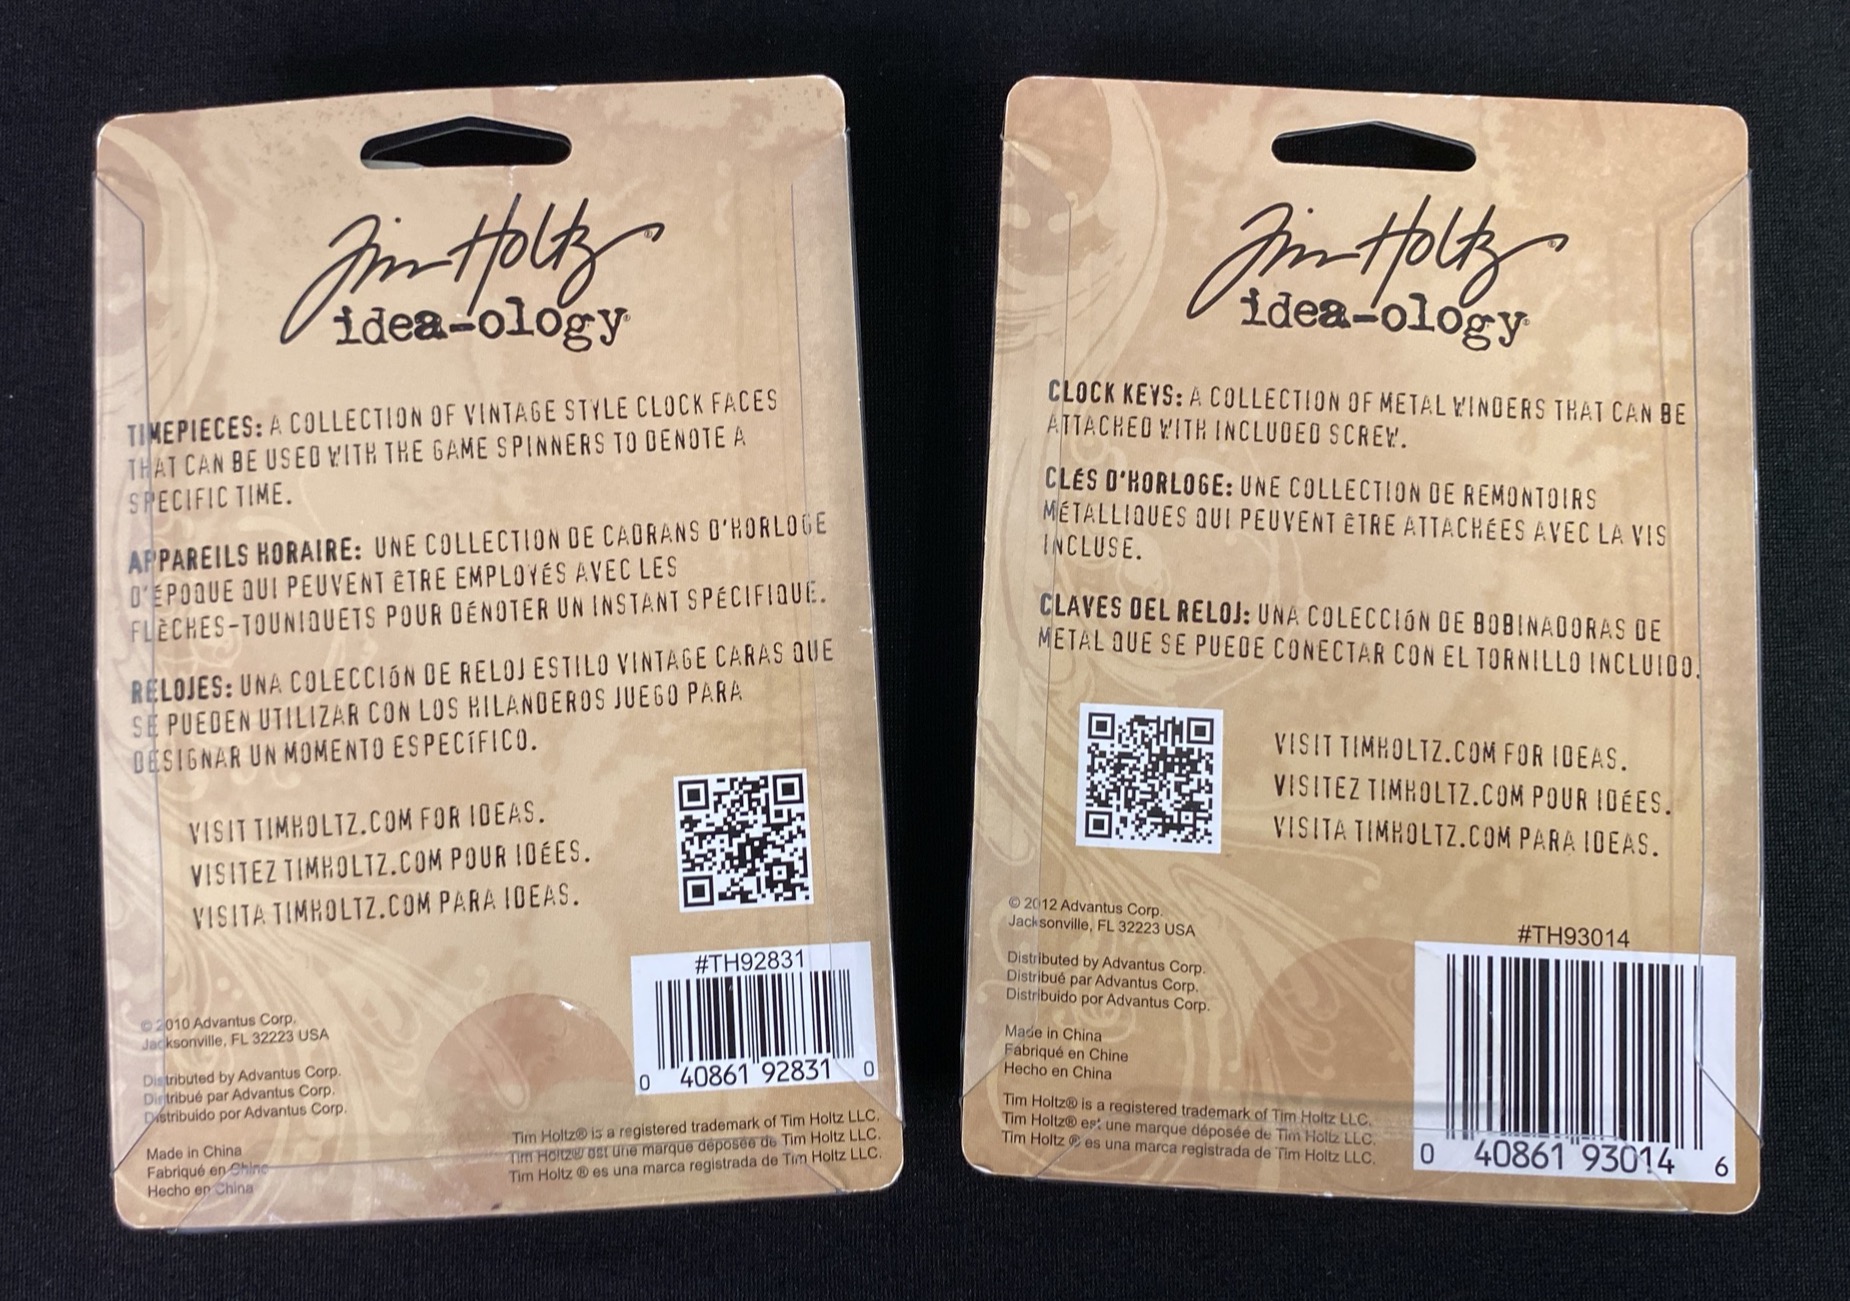 Tim Holtz®
idea-ology®
TIMEPIECES: A COLLECTION OF VINTAGE STYLE CLOCK FACES
THAT CAN BE USED WITH THE GAME SPINNERS TO DENOTE A
SPECIFIC TIME.
APPAREILS HORAIRE: UNE COLLECTION DE CADRANS D'HORLOGE
D'ÉPOQUE QUI PEUVENT ÊTRE EMPLOYÉS AVEC LES
FLÈCHES-TOUNIQUETS POUR DÉNOTER UN INSTANT SPÉCIFIQUE.
RELOJES: UNA COLECCIÓN DE RELOJ ESTILO VINTAGE CARAS QUE
SE PUEDEN UTILIZAR CON LOS HILANDEROS JUEGO PARA
DESIGNAR UN MOMENTO ESPECÍFICO.
VISIT TIMHOLTZ.COM FOR IDEAS.
VISITEZ TIMHOLTZ.COM POUR IDÉES.
VISITA TIMHOLTZ.COM PARA IDEAS.
#TH92831
0 40861 92831 0
© 2010 Advantus Corp.
Jacksonville, FL 32223 USA
Distributed by Advantus Corp.
Distribué par Advantus Corp.
Distribuido por Advantus Corp.
Made in China
Fabriqué en Chine
Hecho en China
Tim Holtz® is a registered trademark of Tim Holtz LLC.
Tim Holtz® est une marque déposée de Tim Holtz LLC.
Tim Holtz ® es una marca registrada de Tim Holtz LLC.
Tim Holtz®
idea-ology®
CLOCK KEYS: A COLLECTION OF METAL WINDERS THAT CAN BE
ATTACHED WITH INCLUDED SCREW.
CLÉS D'HORLOGE: UNE COLLECTION DE REMONTOIRS
MÉTALLIQUES QUI PEUVENT ÊTRE ATTACHÉES AVEC LA VIS
INCLUSE.
CLAVES DEL RELOJ: UNA COLECCIÓN DE BOBINADORAS DE
METAL QUE SE PUEDE CONECTAR CON EL TORNILLO INCLUIDO.
VISIT TIMHOLTZ.COM FOR IDEAS.
VISITEZ TIMHOLTZ.COM POUR IDÉES.
VISITA TIMHOLTZ.COM PARA IDEAS.
© 2012 Advantus Corp.
Jacksonville, FL 32223 USA
Distributed by Advantus Corp.
Distribué par Advantus Corp.
Distribuido por Advantus Corp.
Made in China
Fabriqué en Chine
Hecho en China
Tim Holtz® is a registered trademark of Tim Holtz LLC.
Tim Holtz® est une marque déposée de Tim Holtz LLC.
Tim Holtz ® es una marca registrada de Tim Holtz LLC.
#TH93014
0 40861 93014 6